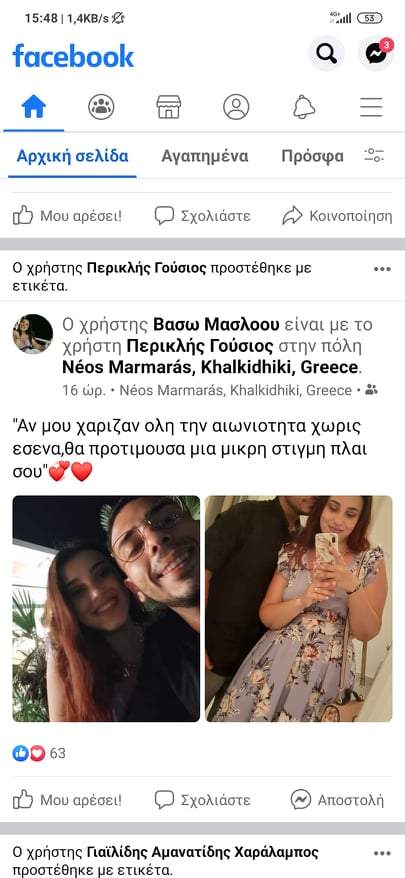 15:48 | 1,4KB/s
4G+
53
facebook
3
Αρχική σελίδα
Αγαπημένα
Πρόσφα
Μου αρέσει!
Σχολιάστε
Κοινοποίηση
Ο χρήστης Περικλής Γούσιος προστέθηκε με
ετικέτα.
Ο χρήστης Βασω Μασλοου είναι με το
χρήστη Περικλής Γούσιος στην πόλη
Néos Marmarás, Khalkidhiki, Greece.
16 ώρ. • Néos Marmarás, Khalkidhiki, Greece •
"Αν μου χαριζαν ολη την αιωνιοτητα χωρις
εσενα,θα προτιμουσα μια μικρη στιγμη πλαι
σου"💞❤️
63
Μου αρέσει!
Σχολιάστε
Αποστολή
Ο χρήστης Γιαϊλίδης Αμανατίδης Χαράλαμπος
προστέθηκε με ετικέτα.